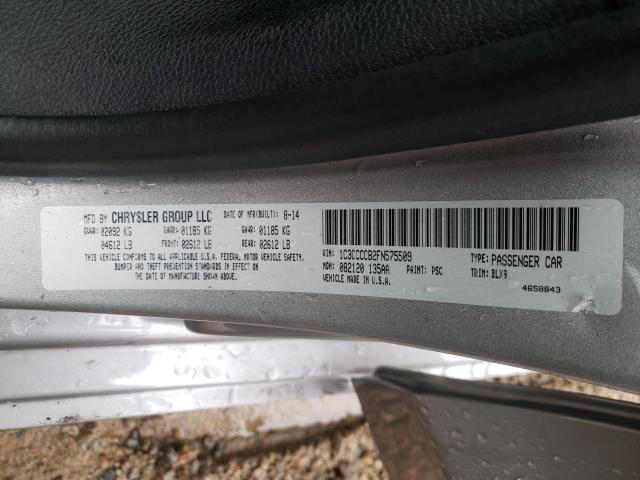 MFD BY CHRYSLER GROUP LLC DATE OF MFR(BUILT): 8-14
GVWR: 02092 KG GAWR: 01185 KG GAWR: 01185 KG
04612 LB FRONT: 02612 LB REAR: 02612 LB
THIS VEHICLE CONFORMS TO ALL U.S.A. FEDERAL MOTOR VEHICLE SAFETY,
BUMPER AND THEFT PREVENTION STANDARDS IN EFFECT ON
THE DATE OF MANUFACTURE SHOWN ABOVE.
VIN: 1C3CCCCB2FN575509 TYPE: PASSENGER CAR
MDH: 082120 135AA PAINT: PSC TRIM: BLX9
VEHICLE MADE IN U.S.A.
4658843